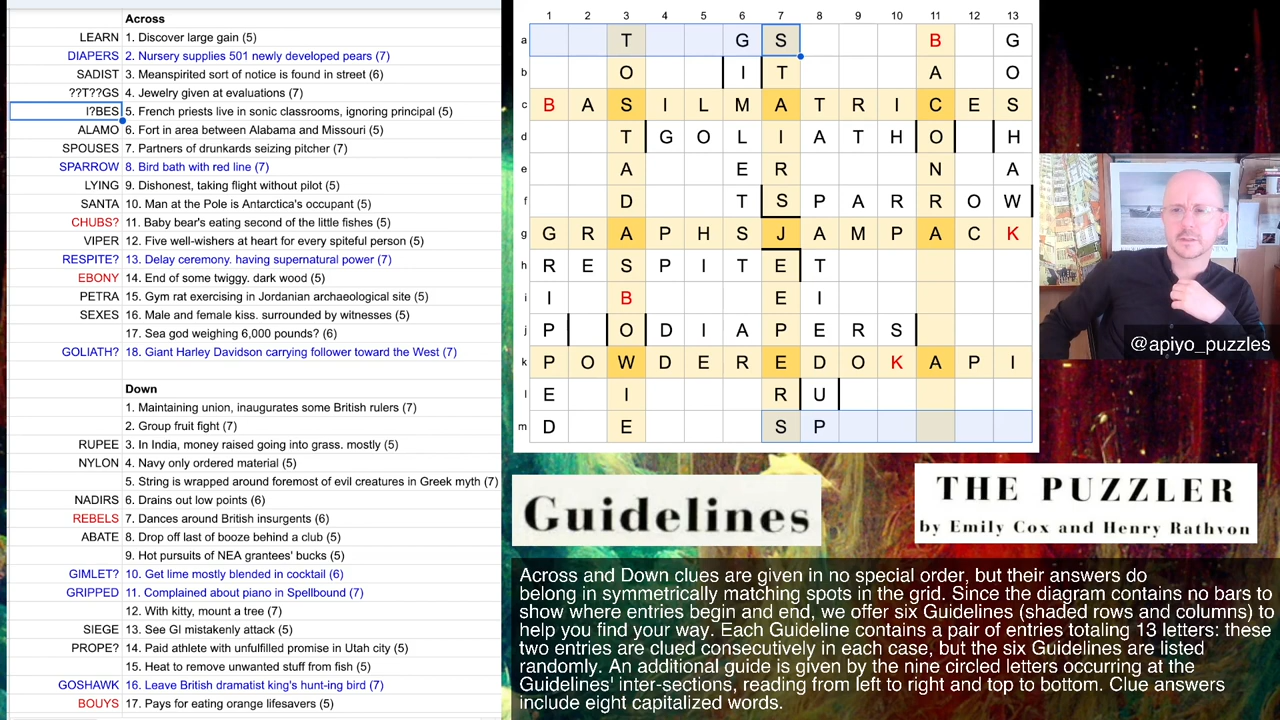 Across
LEARN 1. Discover large gain (5)
DIAPERS 2. Nursery supplies 501 newly developed pears (7)
SADIST 3. Meanspirited sort of notice is found in street (6)
??T??GS 4. Jewelry given at evaluations (7)
I?BES 5. French priests live in sonic classrooms, ignoring principal (5)
ALAMO 6. Fort in area between Alabama and Missouri (5)
SPOUSES 7. Partners of drunkards seizing pitcher (7)
SPARROW 8. Bird bath with red line (7)
LYING 9. Dishonest, taking flight without pilot (5)
SANTA 10. Man at the Pole is Antarctica's occupant (5)
CHUBS? 11. Baby bear's eating second of the little fishes (5)
VIPER 12. Five well-wishers at heart for every spiteful person (5)
RESPITE? 13. Delay ceremony. having supernatural power (7)
EBONY 14. End of some twiggy. dark wood (5)
PETRA 15. Gym rat exercising in Jordanian archaeological site (5)
SEXES 16. Male and female kiss. surrounded by witnesses (5)
17. Sea god weighing 6,000 pounds? (6)
GOLIATH? 18. Giant Harley Davidson carrying follower toward the West (7)
Down
1. Maintaining union, inaugurates some British rulers (7)
2. Group fruit fight (7)
RUPEE 3. In India, money raised going into grass. mostly (5)
NYLON 4. Navy only ordered material (5)
5. String is wrapped around foremost of evil creatures in Greek myth (7)
NADIRS 6. Drains out low points (6)
REBELS 7. Dances around British insurgents (6)
ABATE 8. Drop off last of booze behind a club (5)
9. Hot pursuits of NEA grantees' bucks (5)
GIMLET? 10. Get lime mostly blended in cocktail (6)
GRIPPED 11. Complained about piano in Spellbound (7)
12. With kitty, mount a tree (7)
SIEGE 13. See GI mistakenly attack (5)
PROPE? 14. Paid athlete with unfulfilled promise in Utah city (5)
15. Heat to remove unwanted stuff from fish (5)
GOSHAWK 16. Leave British dramatist king's hunt-ing bird (7)
BOUYS 17. Pays for eating orange lifesavers (5)
1 2 3 4 5 6 7 8 9 10 11 12 13
a T G S B G
b O I T A O
c B A S I L M A T R I C E S
d T G O L I A T H O H
e A E R N A
f D T S P A R R O W
g G R A P H S J A M P A C K
h R E S P I T E T
i I B E I
j P O D I A P E R S
k P O W D E R E D O K A P I
l E I R U
m D E S P
@apiyo_puzzles
Guidelines
THE PUZZLER
by Emily Cox and Henry Rathvon
Across and Down clues are given in no special order, but their answers do
belong in symmetrically matching spots in the grid. Since the diagram contains no bars to
show where entries begin and end, we offer six Guidelines (shaded rows and columns) to
help you find your way. Each Guideline contains a pair of entries totaling 13 letters: these
two entries are clued consecutively in each case, but the six Guidelines are listed
randomly. An additional guide is given by the nine circled letters occurring at the
Guidelines' inter-sections, reading from left to right and top to bottom. Clue answers
include eight capitalized words.